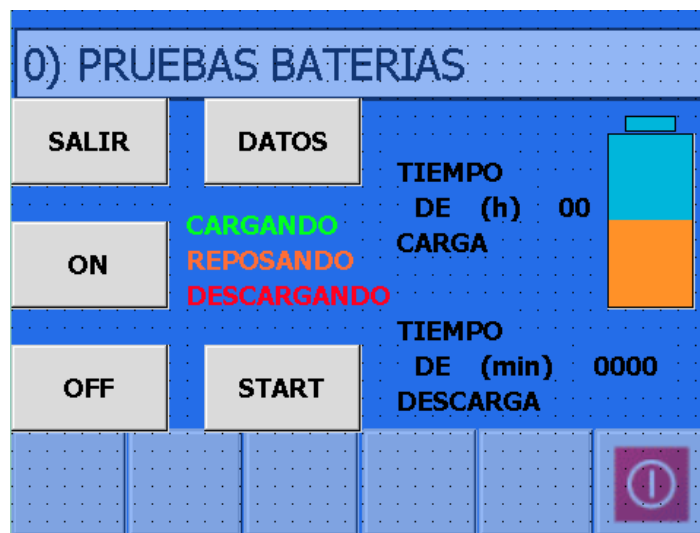 0) PRUEBAS BATERIAS
SALIR
DATOS
TIEMPO
DE (h) 00
CARGA
ON
CARGANDO
REPOSANDO
DESCARGANDO
TIEMPO
DE (min) 0000
DESCARGA
OFF
START